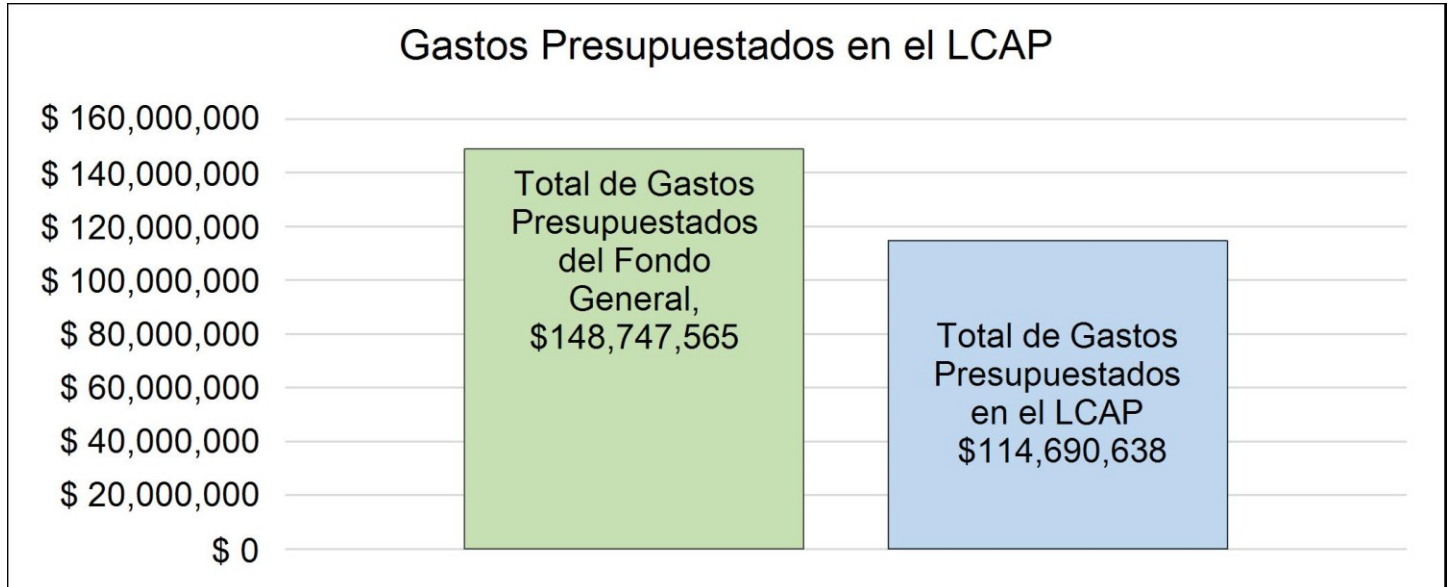 Gastos Presupuestados en el LCAP
$ 160,000,000
$ 140,000,000
$ 120,000,000
$ 100,000,000
$ 80,000,000
$ 60,000,000
$ 40,000,000
$ 20,000,000
$ 0
Total de Gastos
Presupuestados
del Fondo
General,
$148,747,565
Total de Gastos
Presupuestados
en el LCAP
$114,690,638